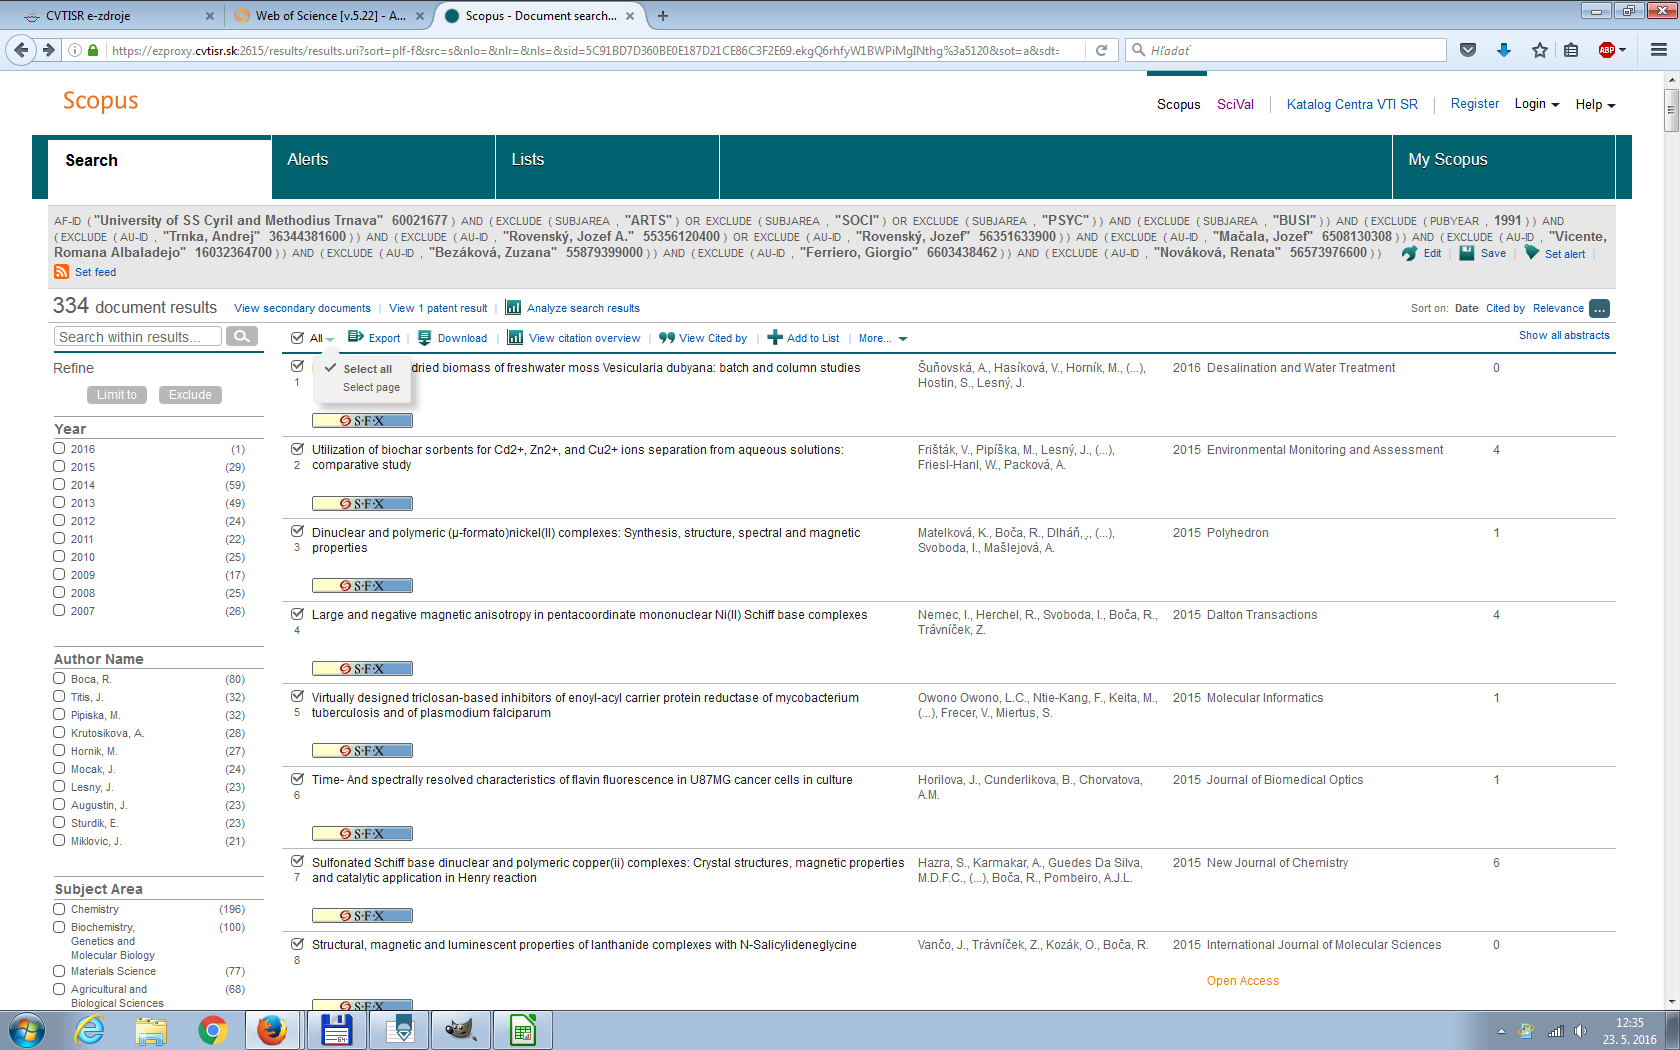 CVTISR e-zdroje
Web of Science [v.5.22] - A...
Scopus - Document search...
https://ezproxy.cvtisr.sk:2615/results/results.uri?sort=plf-f&src=s&nlo=&nlr=&nls=&sid=5C91BD7D360BE0E187D21CE86C3F2E69.ekgQ6rhfyW1BWPiMgINthg%3a5120&sot=a&sdt=
Hľadať
ABP
Scopus
Scopus SciVal Katalog Centra VTI SR Register Login Help
Search Alerts Lists My Scopus
AF-ID ( "University of SS Cyril and Methodius Trnava" 60021677 ) AND ( EXCLUDE ( SUBJAREA , "ARTS" ) OR EXCLUDE ( SUBJAREA , "SOCI" ) OR EXCLUDE ( SUBJAREA , "PSYC" ) ) AND ( EXCLUDE ( SUBJAREA , "BUSI" ) ) AND ( EXCLUDE ( PUBYEAR , 1991 ) ) AND
( EXCLUDE ( AU-ID , "Trnka, Andrej" 36344381600 ) ) AND ( EXCLUDE ( AU-ID , "Rovenský, Jozef A." 55356120400 ) OR EXCLUDE ( AU-ID , "Rovenský, Jozef" 56351633900 ) ) AND ( EXCLUDE ( AU-ID , "Mačala, Jozef" 6508130308 ) ) AND ( EXCLUDE ( AU-ID , "Vicente,
Romana Albaladejo" 16032364700 ) ) AND ( EXCLUDE ( AU-ID , "Bezáková, Zuzana" 55879399000 ) ) AND ( EXCLUDE ( AU-ID , "Ferriero, Giorgio" 6603438462 ) ) AND ( EXCLUDE ( AU-ID , "Nováková, Renata" 56573976600 ) ) Edit Save Set alert
Set feed
334 document results View secondary documents View 1 patent result Analyze search results Sort on: Date Cited by Relevance ...
Search within results...
All Export Download View citation overview View Cited by Add to List More... Show all abstracts
Select all
Select page
Refine
Limit to Exclude
Year
2016 (1)
2015 (29)
2014 (59)
2013 (49)
2012 (24)
2011 (22)
2010 (25)
2009 (17)
2008 (25)
2007 (26)
Author Name
Boca, R. (80)
Titis, J. (32)
Pipiska, M. (32)
Krutosikova, A. (28)
Hornik, M. (27)
Mocak, J. (24)
Lesny, J. (23)
Augustin, J. (23)
Sturdik, E. (23)
Miklovic, J. (21)
Subject Area
Chemistry (196)
Biochemistry, (100)
Genetics and
Molecular Biology
Materials Science (77)
Agricultural and (68)
Biological Sciences
dried biomass of freshwater moss Vesicularia dubyana: batch and column studies Šuňovská, A., Hasíková, V., Horník, M., (...), 2016 Desalination and Water Treatment 0
1 Hostin, S., Lesný, J.
S·F·X
Utilization of biochar sorbents for Cd2+, Zn2+, and Cu2+ ions separation from aqueous solutions: Frišták, V., Pipíška, M., Lesný, J., (...), 2015 Environmental Monitoring and Assessment 4
2 comparative study Friesl-Hanl, W., Packová, A.
S·F·X
Dinuclear and polymeric (μ-formato)nickel(II) complexes: Synthesis, structure, spectral and magnetic Matelková, K., Boča, R., Dlháň, ., (...), 2015 Polyhedron 1
3 properties Svoboda, I., Mašlejová, A.
S·F·X
Large and negative magnetic anisotropy in pentacoordinate mononuclear Ni(II) Schiff base complexes Nemec, I., Herchel, R., Svoboda, I., Boča, R., 2015 Dalton Transactions 4
4 Trávníček, Z.
S·F·X
Virtually designed triclosan-based inhibitors of enoyl-acyl carrier protein reductase of mycobacterium Owono Owono, L.C., Ntie-Kang, F., Keita, M., 2015 Molecular Informatics 1
5 tuberculosis and of plasmodium falciparum (...), Frecer, V., Miertus, S.
S·F·X
Time- And spectrally resolved characteristics of flavin fluorescence in U87MG cancer cells in culture Horilova, J., Cunderlikova, B., Chorvatova, 2015 Journal of Biomedical Optics 1
6 A.M.
S·F·X
Sulfonated Schiff base dinuclear and polymeric copper(ii) complexes: Crystal structures, magnetic properties Hazra, S., Karmakar, A., Guedes Da Silva, 2015 New Journal of Chemistry 6
7 and catalytic application in Henry reaction M.D.F.C., (...), Boča, R., Pombeiro, A.J.L.
S·F·X
Structural, magnetic and luminescent properties of lanthanide complexes with N-Salicylideneglycine Vančo, J., Trávníček, Z., Kozák, O., Boča, R. 2015 International Journal of Molecular Sciences 0
8
Open Access
S·F·X
64
12:35
23. 5. 2016